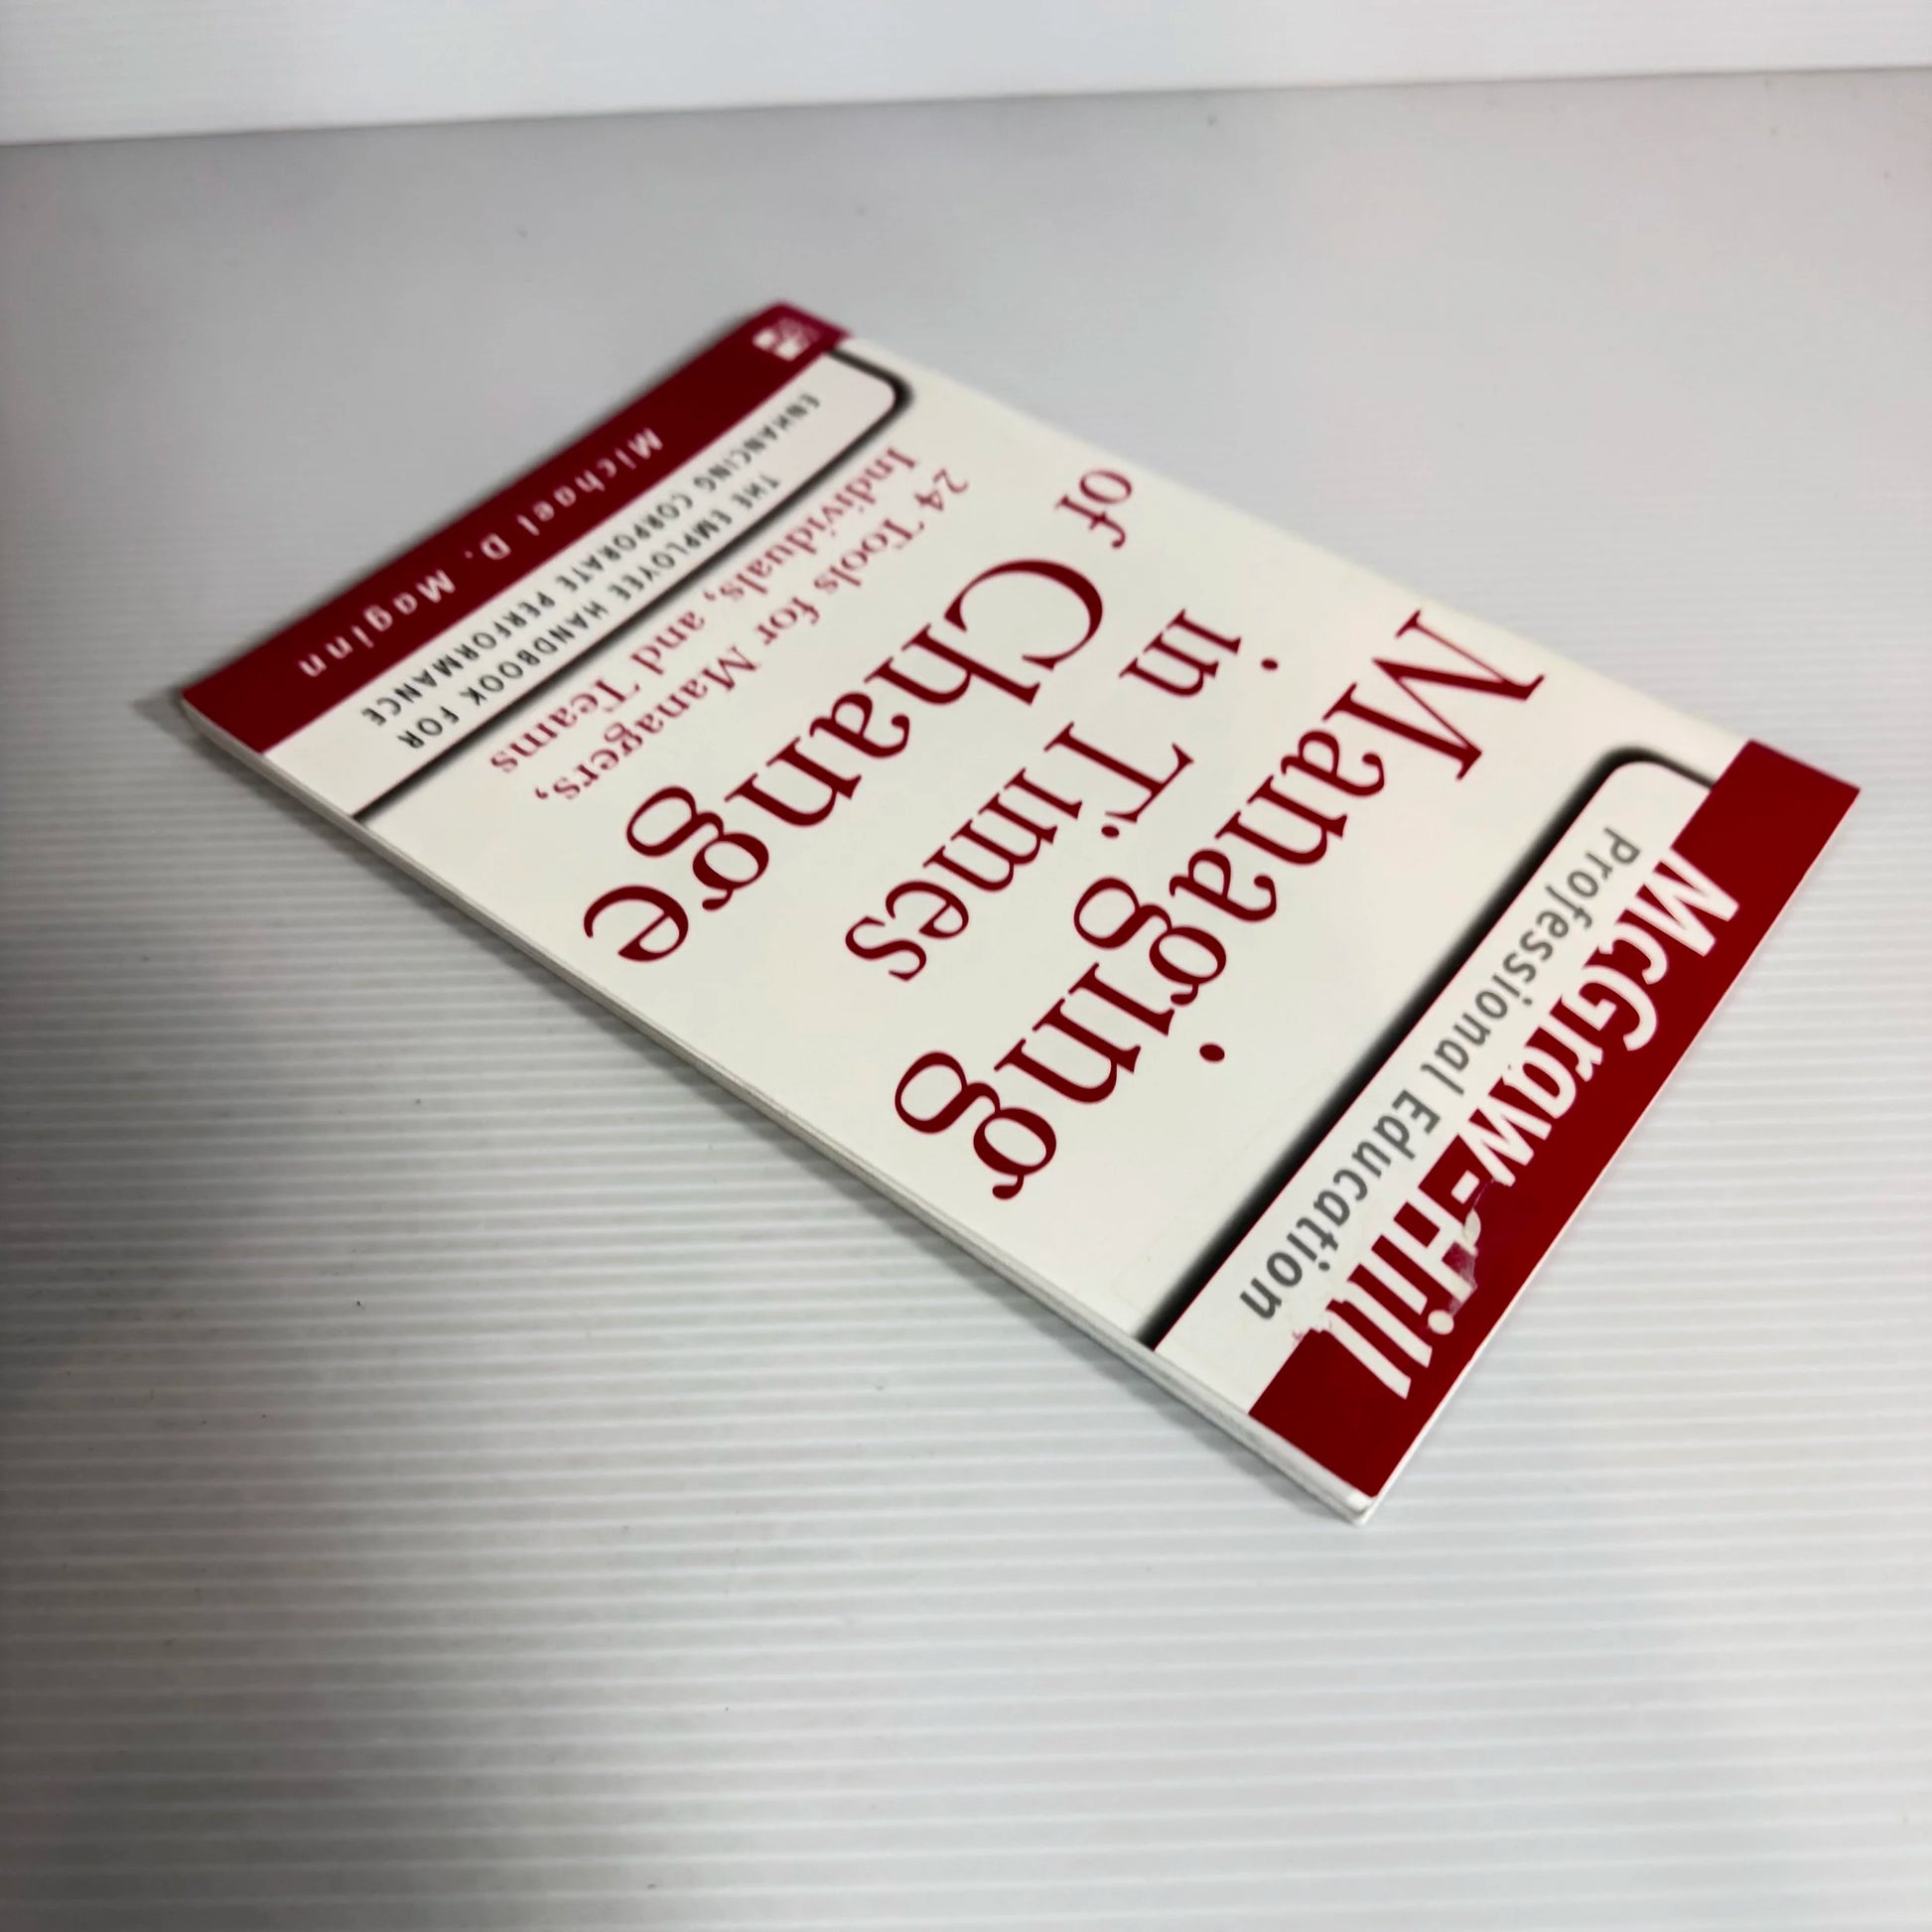 McGraw-Hill
Professional Education
Managing
in Times
of Change
24 Tools for Managers,
Individuals, and Teams
THE EMPLOYEE HANDBOOK FOR
ENHANCING CORPORATE PERFORMANCE
Michael D. Maginn